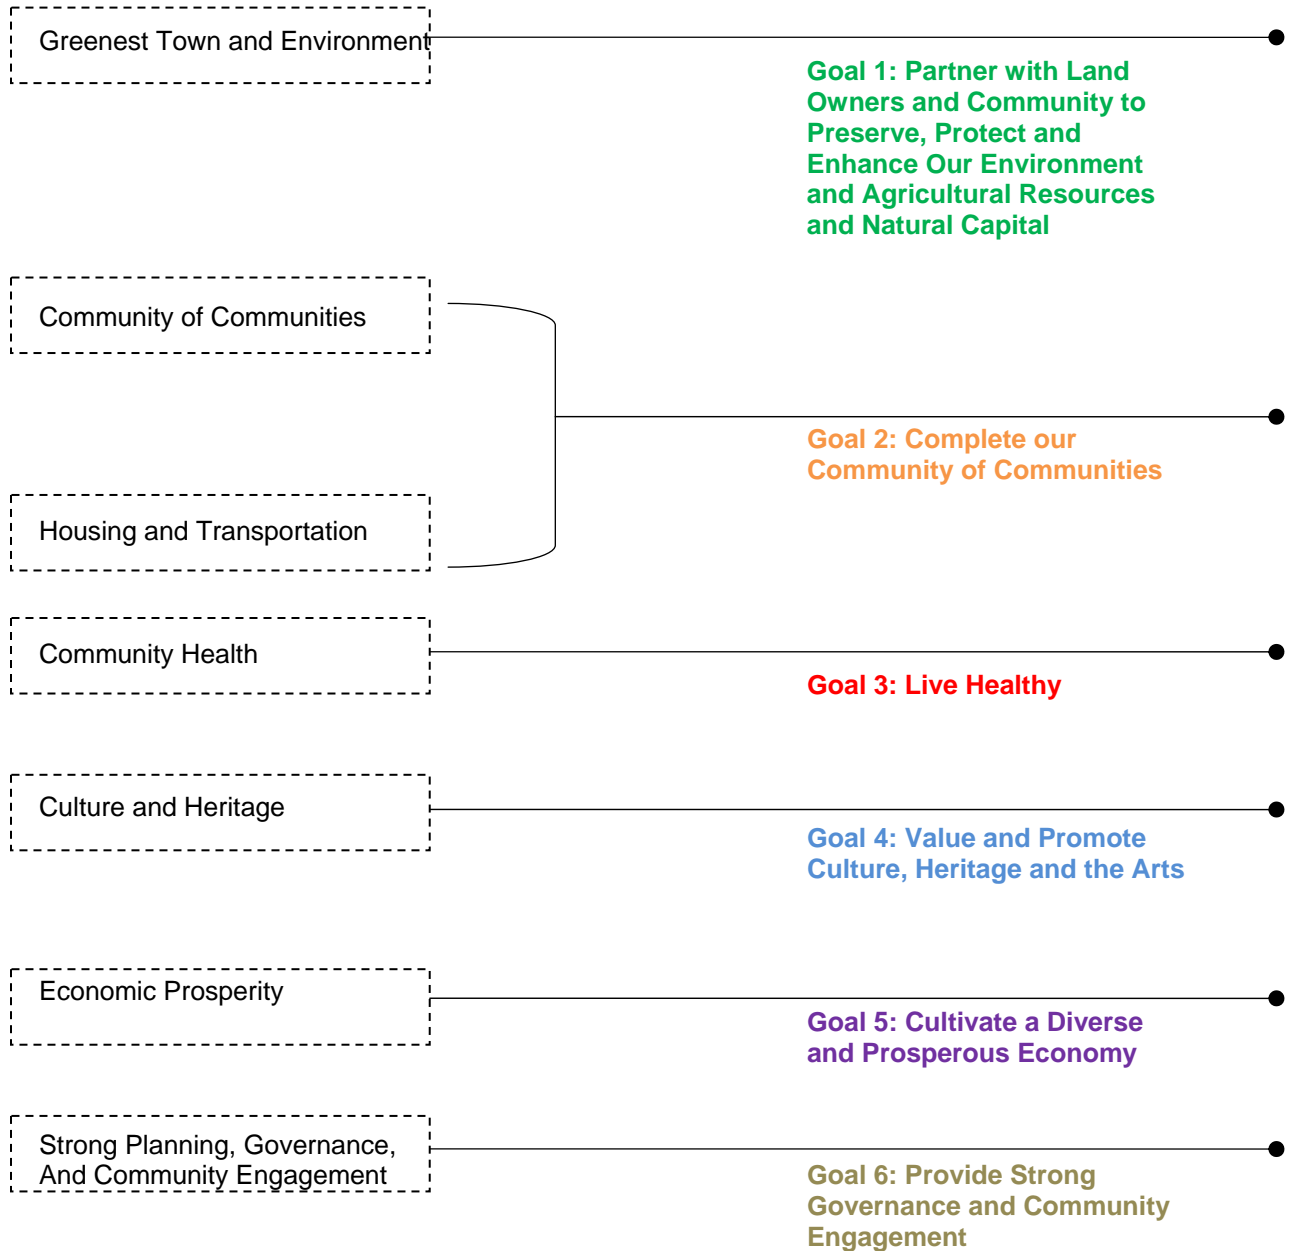 Greenest Town and Environment
Goal 1: Partner with Land
Owners and Community to
Preserve, Protect and
Enhance Our Environment
and Agricultural Resources
and Natural Capital
Community of Communities
Goal 2: Complete our
Community of Communities
Housing and Transportation
Community Health
Goal 3: Live Healthy
Culture and Heritage
Goal 4: Value and Promote
Culture, Heritage and the Arts
Economic Prosperity
Goal 5: Cultivate a Diverse
and Prosperous Economy
Strong Planning, Governance,
And Community Engagement
Goal 6: Provide Strong
Governance and Community
Engagement